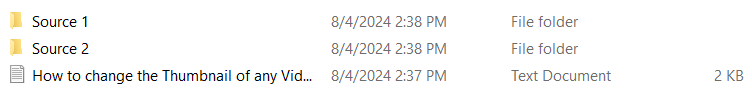 Source 1 8/4/2024 2:38 PM File folder
Source 2 8/4/2024 2:38 PM File folder
How to change the Thumbnail of any Vid... 8/4/2024 2:37 PM Text Document 2 KB